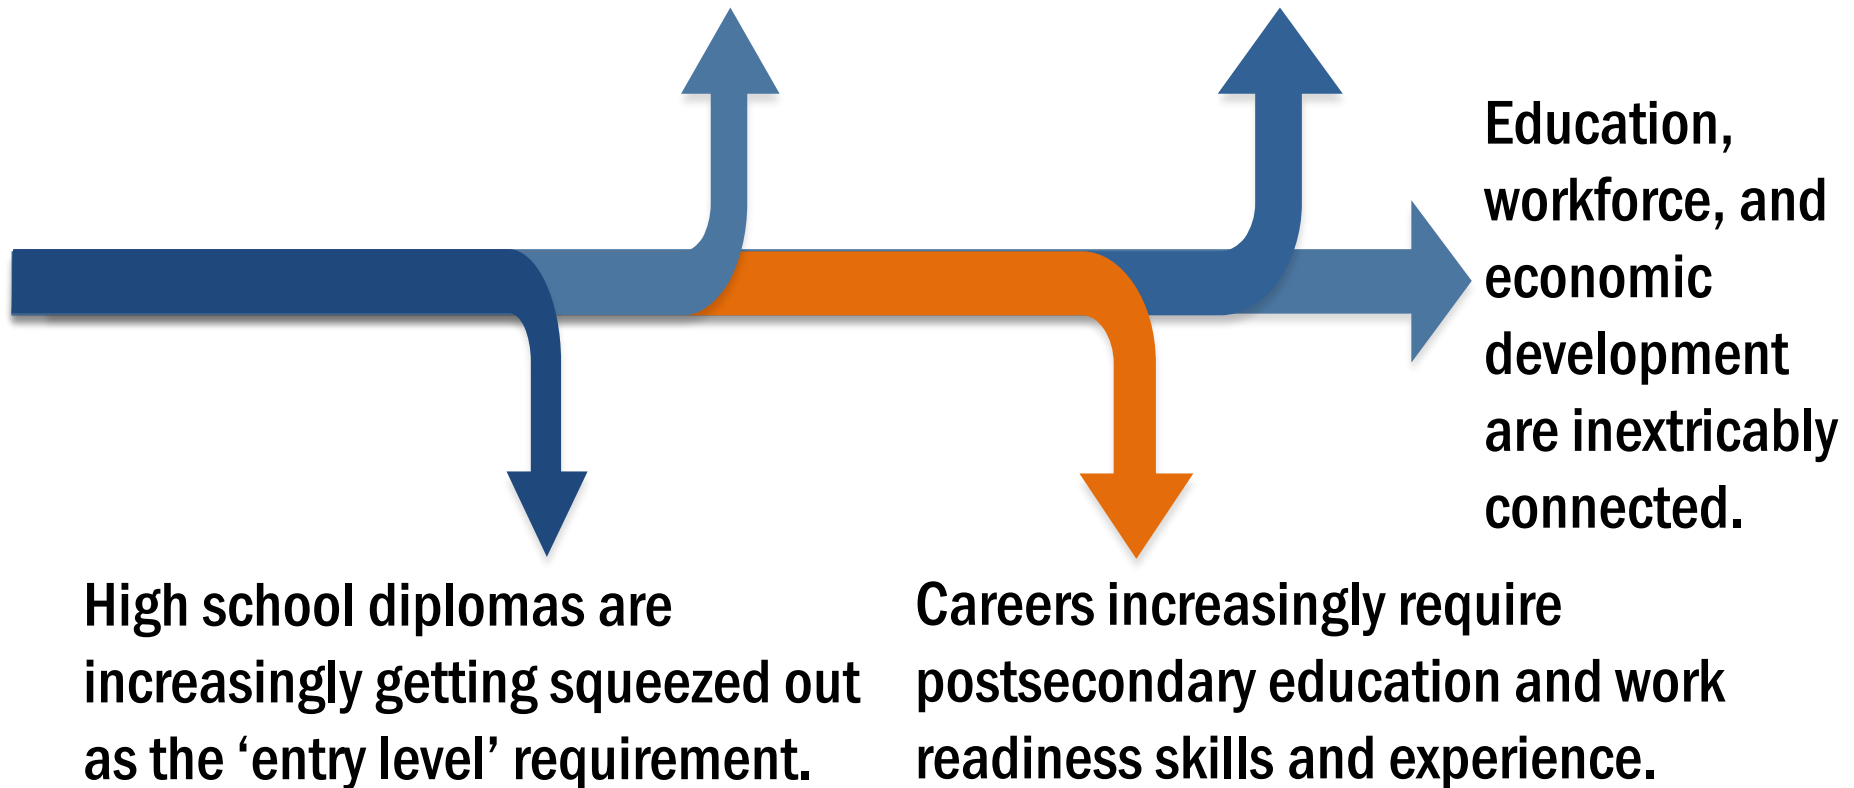 Education,
workforce, and
economic
development
are inextricably
connected.
High school diplomas are
increasingly getting squeezed out
as the ‘entry level’ requirement.
Careers increasingly require
postsecondary education and work
readiness skills and experience.